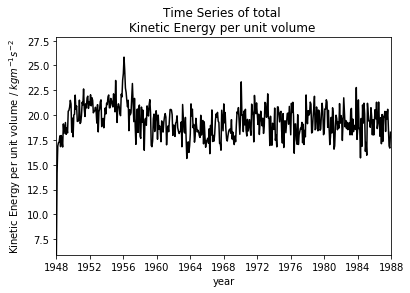 Time Series of total
Kinetic Energy per unit volume
Kinetic Energy per unit volume / kgm⁻¹s⁻²
27.5
25.0
22.5
20.0
17.5
15.0
12.5
10.0
7.5
1948 1952 1956 1960 1964 1968 1972 1976 1980 1984 1988
year